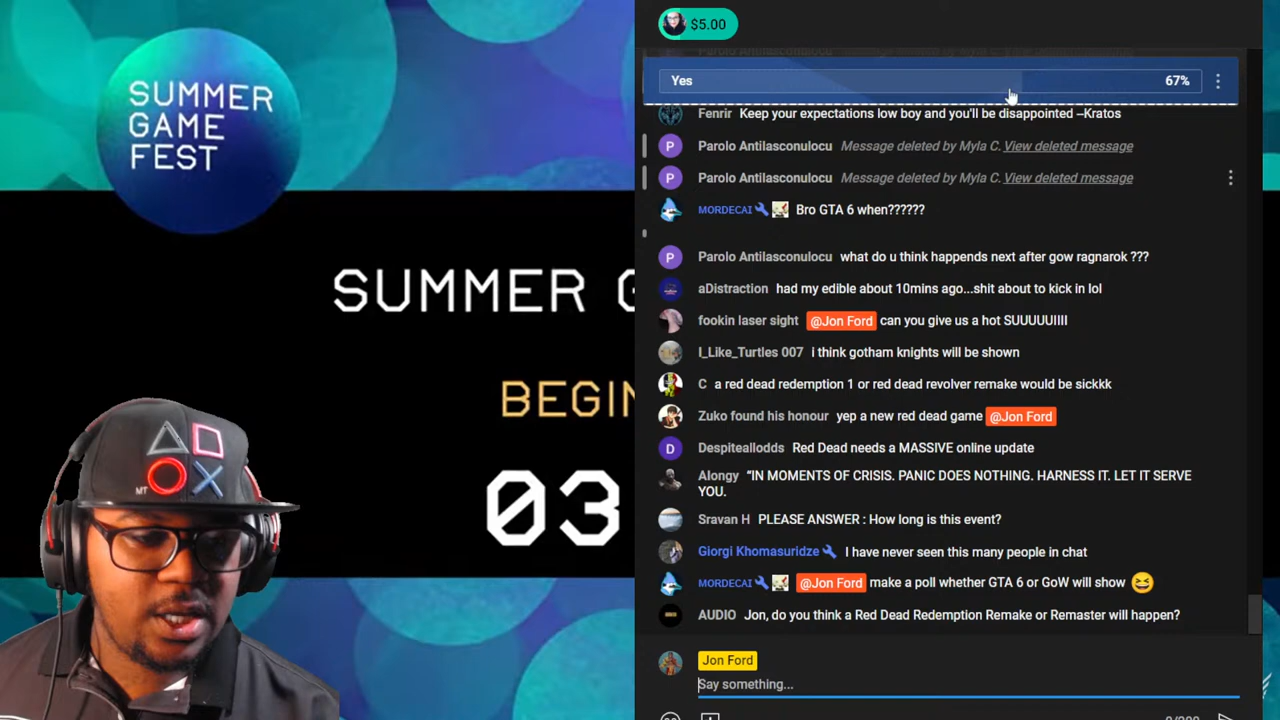 SUMMER
GAME
FEST
SUMMER G
BEGIN
03
MT
$5.00
Yes 67%
Fenrir Keep your expectations low boy and you'll be disappointed --Kratos
Parolo Antilasconulocu Message deleted by Myla C. View deleted message
Parolo Antilasconulocu Message deleted by Myla C. View deleted message
MORDECAI Bro GTA 6 when??????
Parolo Antilasconulocu what do u think happends next after gow ragnarok ???
aDistraction had my edible about 10mins ago...shit about to kick in lol
fookin laser sight @Jon Ford can you give us a hot SUUUUIIII
I_Like_Turtles 007 i think gotham knights will be shown
C a red dead redemption 1 or red dead revolver remake would be sickkk
Zuko found his honour yep a new red dead game @Jon Ford
Despiteallodds Red Dead needs a MASSIVE online update
Alongy “IN MOMENTS OF CRISIS. PANIC DOES NOTHING. HARNESS IT. LET IT SERVE
YOU.
Sravan H PLEASE ANSWER : How long is this event?
Giorgi Khomasuridze I have never seen this many people in chat
MORDECAI @Jon Ford make a poll whether GTA 6 or GoW will show
AUDIO Jon, do you think a Red Dead Redemption Remake or Remaster will happen?
Jon Ford
Say something...